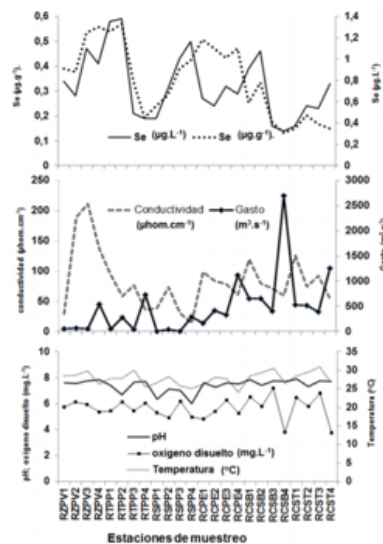 0,6
0,5
0,4
0,3
0,2
0,1
0
Se (µg.g⁻¹).
1,4
1,2
1
0,8
0,6
0,4
0,2
0
Se (µg.L⁻¹)
Se (µg.L⁻¹) Se (µg.g⁻¹).
250
200
150
100
50
0
conductividad (µhom.cm⁻¹)
3000
2500
2000
1500
1000
500
0
Conductividad (µhom.cm⁻¹)
Gasto (m³.s⁻¹)
10
8
6
4
2
0
pH; oxigeno disuelto (mg.L⁻¹)
35
30
25
20
15
10
5
0
Temperatura (°C)
pH
oxigeno disuelto (mg.L⁻¹)
Temperatura (°C)
RZPV1
RZPV2
RZPV3
RZPV4
RTPP1
RTPP2
RTPP3
RTPP4
RSPP1
RSPP2
RSPP3
RSPP4
RCPE1
RCPE2
RCPE3
RCPE4
RCSB1
RCSB2
RCSB3
RCSB4
RCST1
RCST2
RCST3
RCST4
Estaciones de muestreo